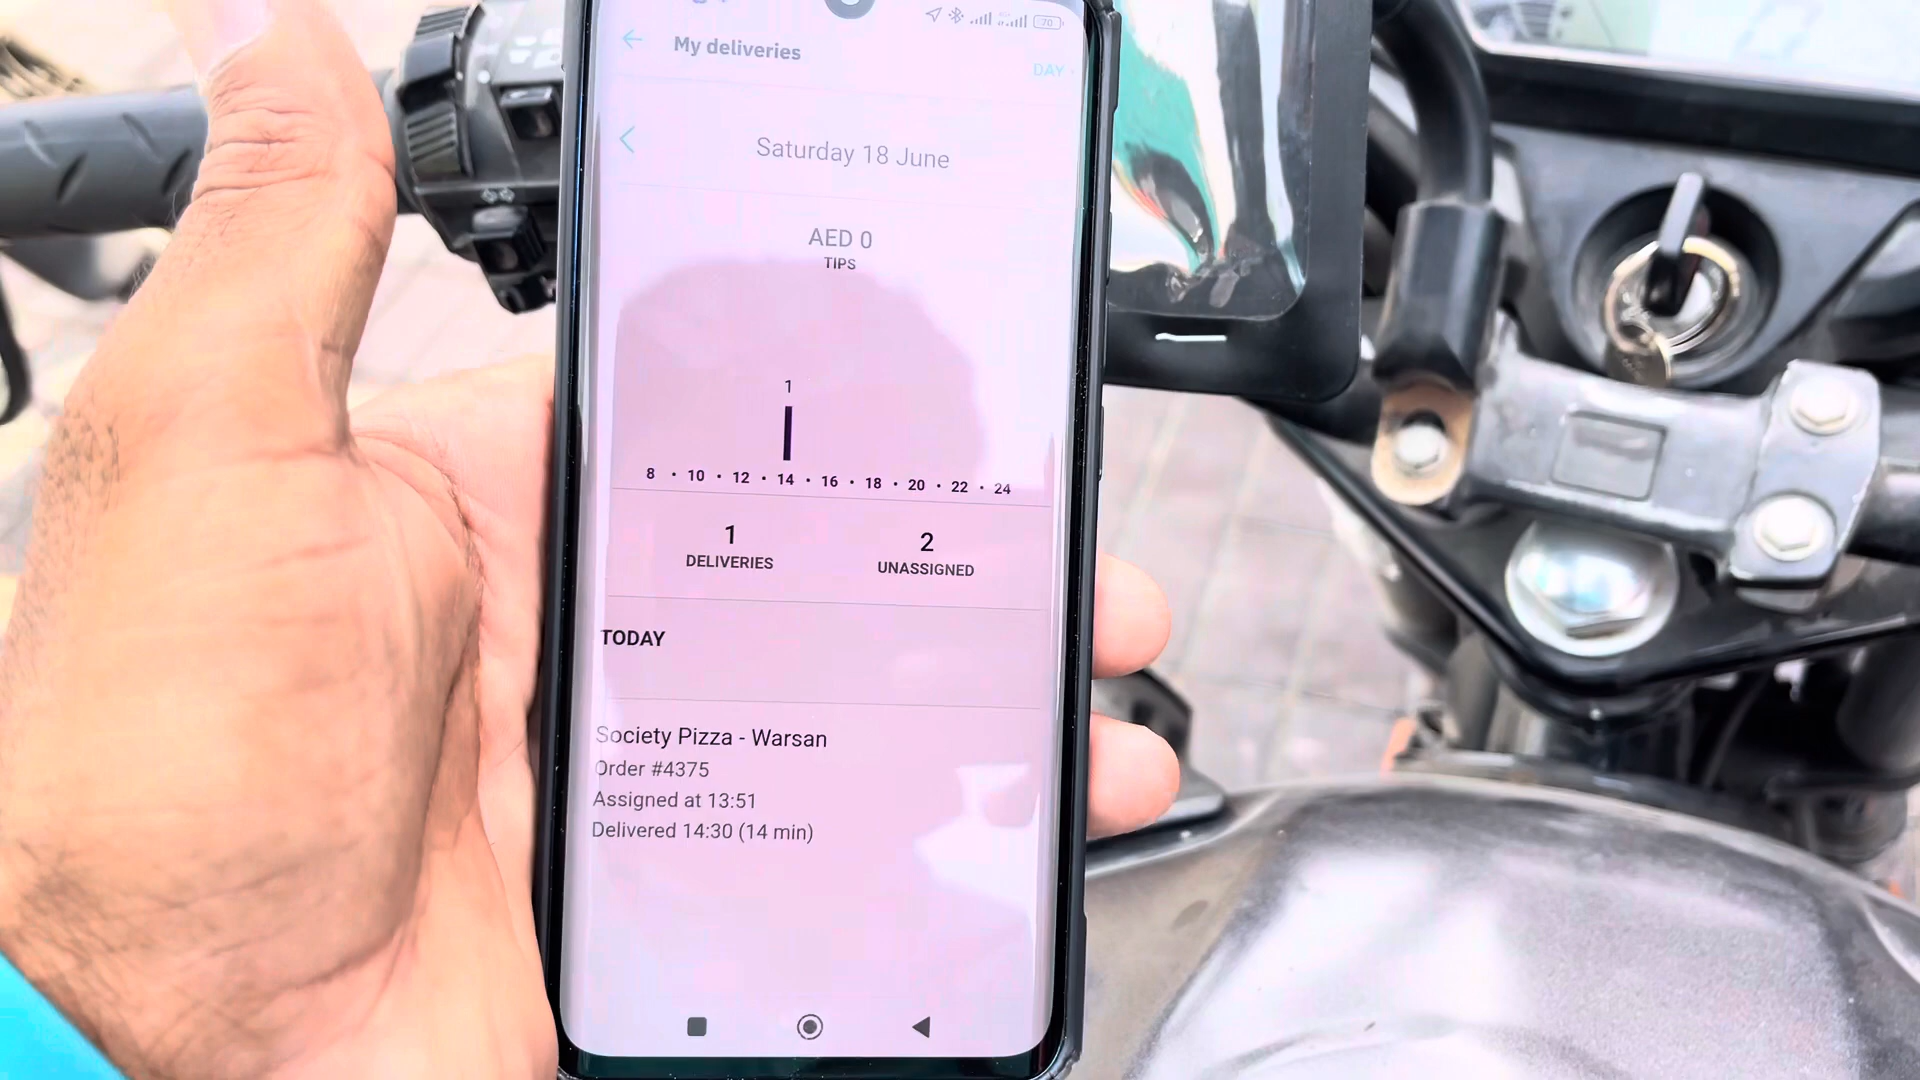 70
My deliveries
DAY
Saturday 18 June
AED 0
TIPS
1
8 · 10 · 12 · 14 · 16 · 18 · 20 · 22 · 24
1
DELIVERIES
2
UNASSIGNED
TODAY
Society Pizza - Warsan
Order #4375
Assigned at 13:51
Delivered 14:30 (14 min)